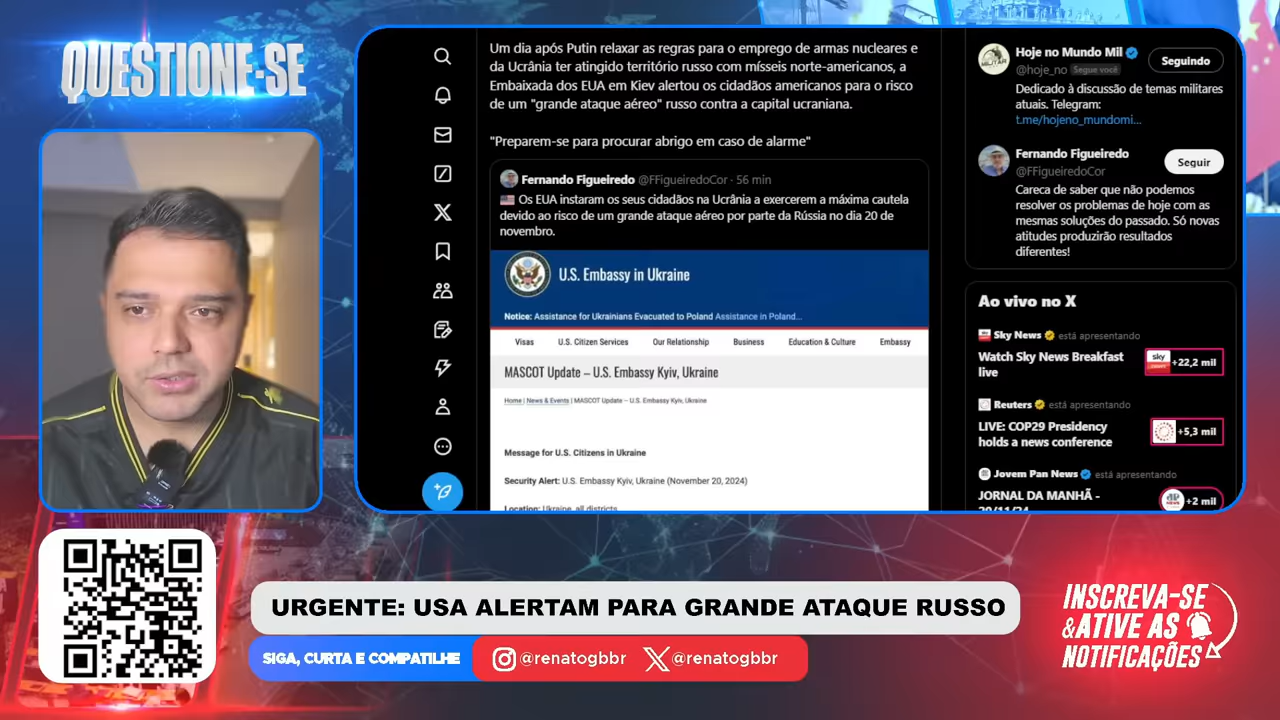 QUESTIONE-SE
Um dia após Putin relaxar as regras para o emprego de armas nucleares e
da Ucrânia ter atingido território russo com mísseis norte-americanos, a
Embaixada dos EUA em Kiev alertou os cidadãos americanos para o risco
de um "grande ataque aéreo" russo contra a capital ucraniana.
"Preparem-se para procurar abrigo em caso de alarme"
Fernando Figueiredo @FFigueiredoCor · 56 min
Os EUA instaram os seus cidadãos na Ucrânia a exercerem a máxima cautela
devido ao risco de um grande ataque aéreo por parte da Rússia no dia 20 de
novembro.
U.S. Embassy in Ukraine
Notice: Assistance for Ukrainians Evacuated to Poland Assistance in Poland...
Visas U.S. Citizen Services Our Relationship Business Education & Culture Embassy
MASCOT Update – U.S. Embassy Kyiv, Ukraine
Home | News & Events | MASCOT Update – U.S. Embassy Kyiv, Ukraine
Message for U.S. Citizens in Ukraine
Security Alert: U.S. Embassy Kyiv, Ukraine (November 20, 2024)
Location: Ukraine, all districts
Hoje no Mundo Mil
@hoje_no Segue você
Seguindo
Dedicado à discussão de temas militares
atuais. Telegram:
t.me/hojeno_mundomi...
Fernando Figueiredo
@FFigueiredoCor
Seguir
Careca de saber que não podemos
resolver os problemas de hoje com as
mesmas soluções do passado. Só novas
atitudes produzirão resultados
diferentes!
Ao vivo no X
Sky News está apresentando
Watch Sky News Breakfast
live
sky
+22,2 mil
Reuters está apresentando
LIVE: COP29 Presidency
holds a news conference
+5,3 mil
Jovem Pan News está apresentando
JORNAL DA MANHÃ -
20/11/24
+2 mil
URGENTE: USA ALERTAM PARA GRANDE ATAQUE RUSSO
SIGA, CURTA E COMPATILHE
@renatogbbr
@renatogbbr
INSCREVA-SE
&ATIVE AS
NOTIFICAÇÕES